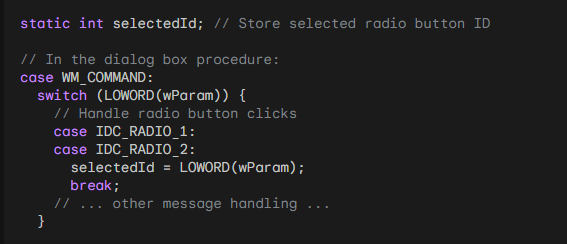 static int selectedId; // Store selected radio button ID

// In the dialog box procedure:
case WM_COMMAND:
  switch (LOWORD(wParam)) {
    // Handle radio button clicks
    case IDC_RADIO_1:
    case IDC_RADIO_2:
      selectedId = LOWORD(wParam);
      break;
    // ... other message handling ...
  }